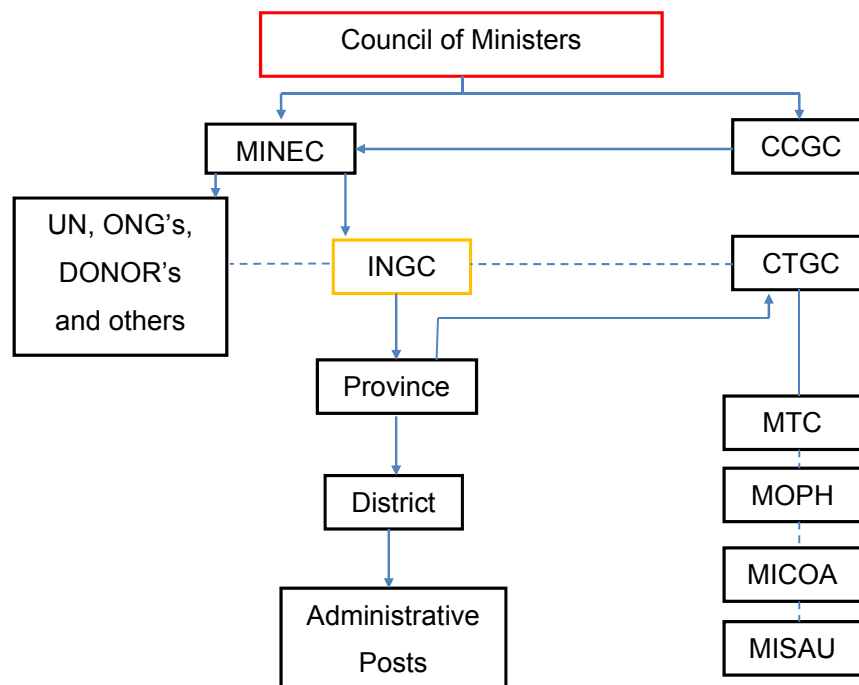 Council of Ministers
MINEC
CCGC
UN, ONG’s,
DONOR’s
and others
INGC
CTGC
Province
MTC
District
MOPH
MICOA
Administrative
Posts
MISAU